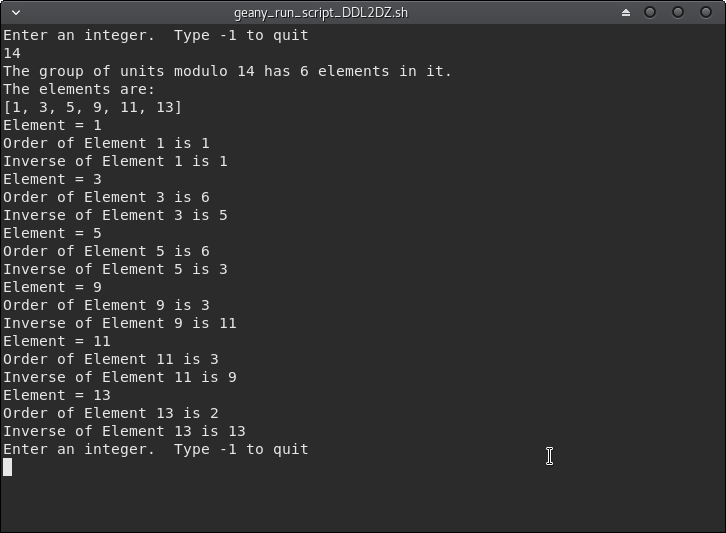 geany_run_script_DDL2DZ.sh
Enter an integer.  Type -1 to quit
14
The group of units modulo 14 has 6 elements in it.
The elements are:
[1, 3, 5, 9, 11, 13]
Element = 1
Order of Element 1 is 1
Inverse of Element 1 is 1
Element = 3
Order of Element 3 is 6
Inverse of Element 3 is 5
Element = 5
Order of Element 5 is 6
Inverse of Element 5 is 3
Element = 9
Order of Element 9 is 3
Inverse of Element 9 is 11
Element = 11
Order of Element 11 is 3
Inverse of Element 11 is 9
Element = 13
Order of Element 13 is 2
Inverse of Element 13 is 13
Enter an integer.  Type -1 to quit